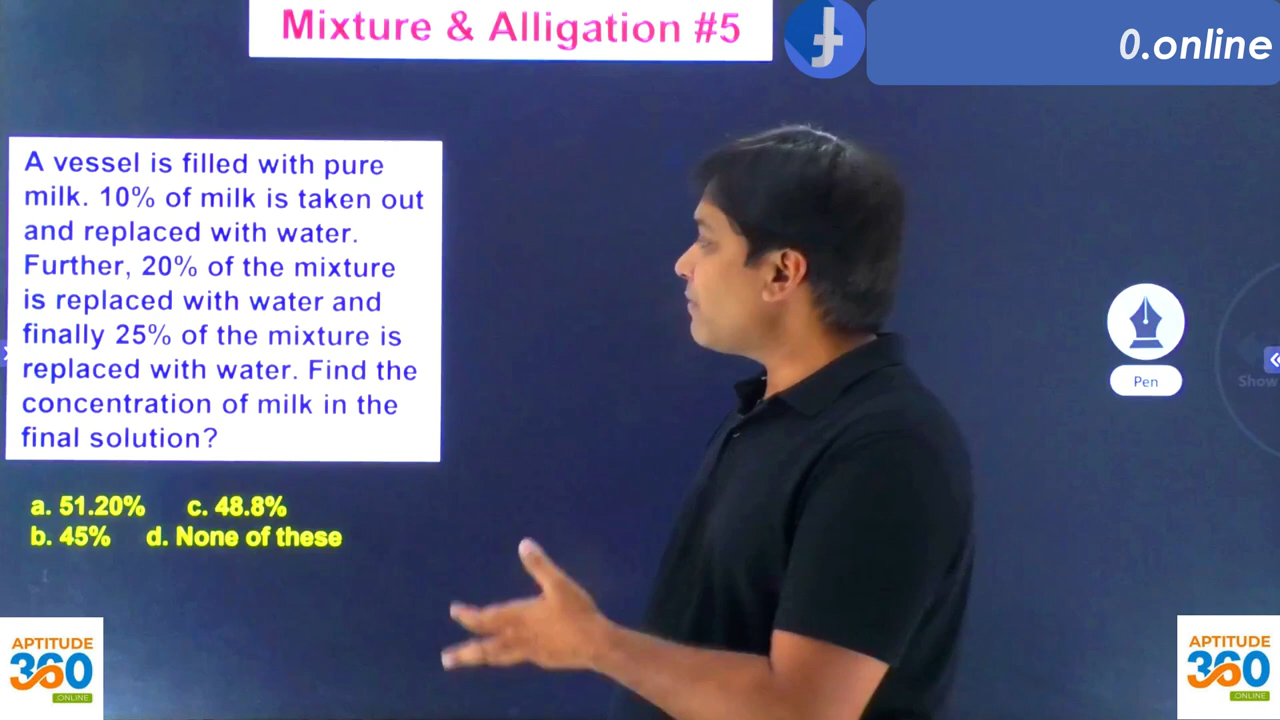 Mixture & Alligation #5
0.online
A vessel is filled with pure
milk. 10% of milk is taken out
and replaced with water.
Further, 20% of the mixture
is replaced with water and
finally 25% of the mixture is
replaced with water. Find the
concentration of milk in the
final solution?
a. 51.20% c. 48.8%
b. 45% d. None of these
Pen
Show
APTITUDE
360
.ONLINE
APTITUDE
360
.ONLINE